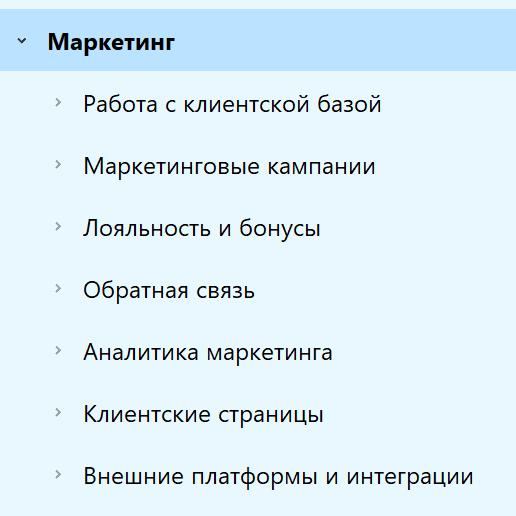 Маркетинг
Работа с клиентской базой
Маркетинговые кампании
Лояльность и бонусы
Обратная связь
Аналитика маркетинга
Клиентские страницы
Внешние платформы и интеграции